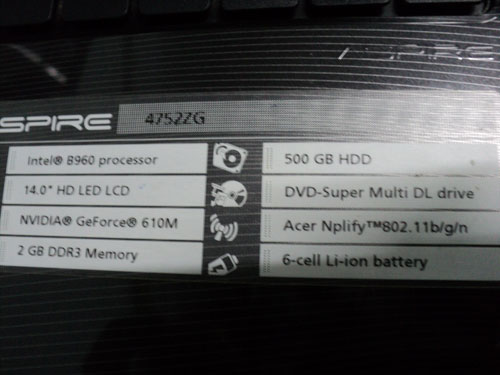 ASPIRE
SPIRE 4752ZG
Intel® B960 processor
14.0" HD LED LCD
NVIDIA® GeForce® 610M
2 GB DDR3 Memory
500 GB HDD
DVD-Super Multi DL drive
Acer Nplify™802.11b/g/n
6-cell Li-ion battery